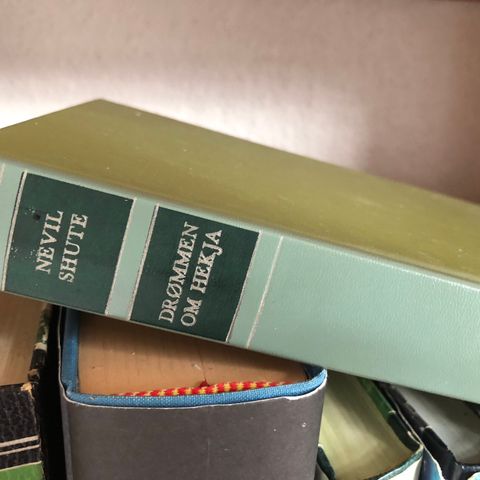 NEVIL
SHUTE
DRØMMEN
OM HEKJA